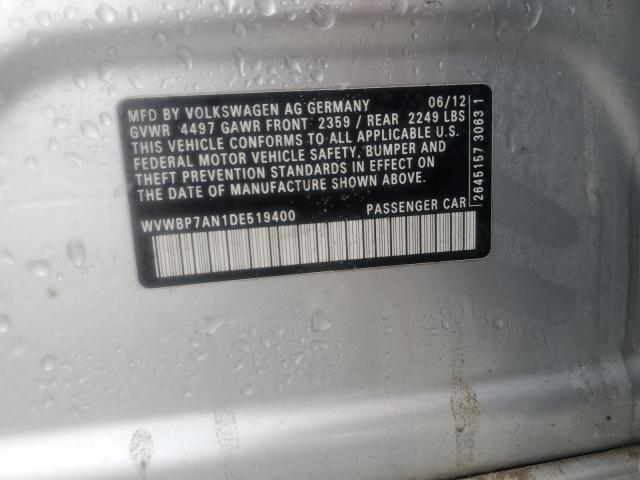 MFD BY VOLKSWAGEN AG GERMANY 06/12
GVWR 4497 GAWR FRONT 2359 / REAR 2249 LBS
THIS VEHICLE CONFORMS TO ALL APPLICABLE U.S.
FEDERAL MOTOR VEHICLE SAFETY, BUMPER AND
THEFT PREVENTION STANDARDS IN EFFECT ON
THE DATE OF MANUFACTURE SHOWN ABOVE.
WVWBP7AN1DE519400 PASSENGER CAR
2645157 3063 1